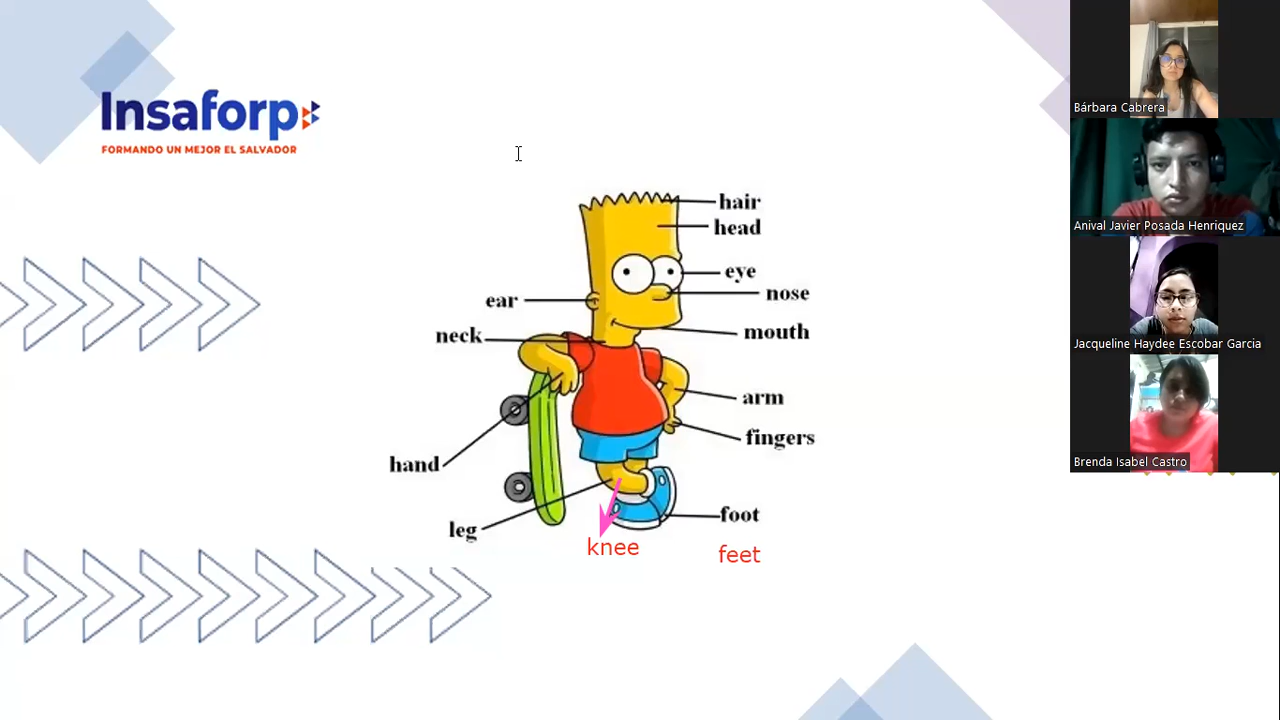 Insaforp
FORMANDO UN MEJOR EL SALVADOR
hair
head
eye
nose
mouth
ear
neck
arm
fingers
hand
leg
foot
knee
feet
Bárbara Cabrera
Anival Javier Posada Henriquez
Jacqueline Haydee Escobar Garcia
Brenda Isabel Castro